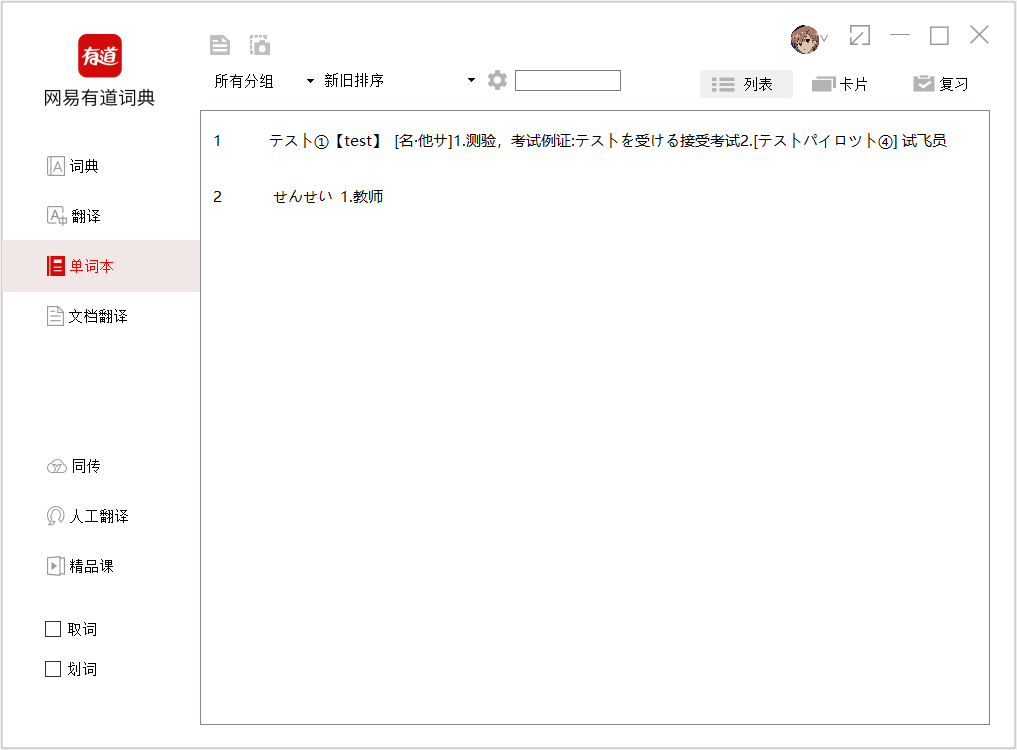 有道
网易有道词典
所有分组
新旧排序
列表
卡片
复习
词典
翻译
单词本
文档翻译
同传
人工翻译
精品课
取词
划词
1 テスト①【test】 [名·他サ]1.测验，考试例证:テストを受ける接受考试2.[テストパイロット④] 试飞员
2 せんせい 1.教师